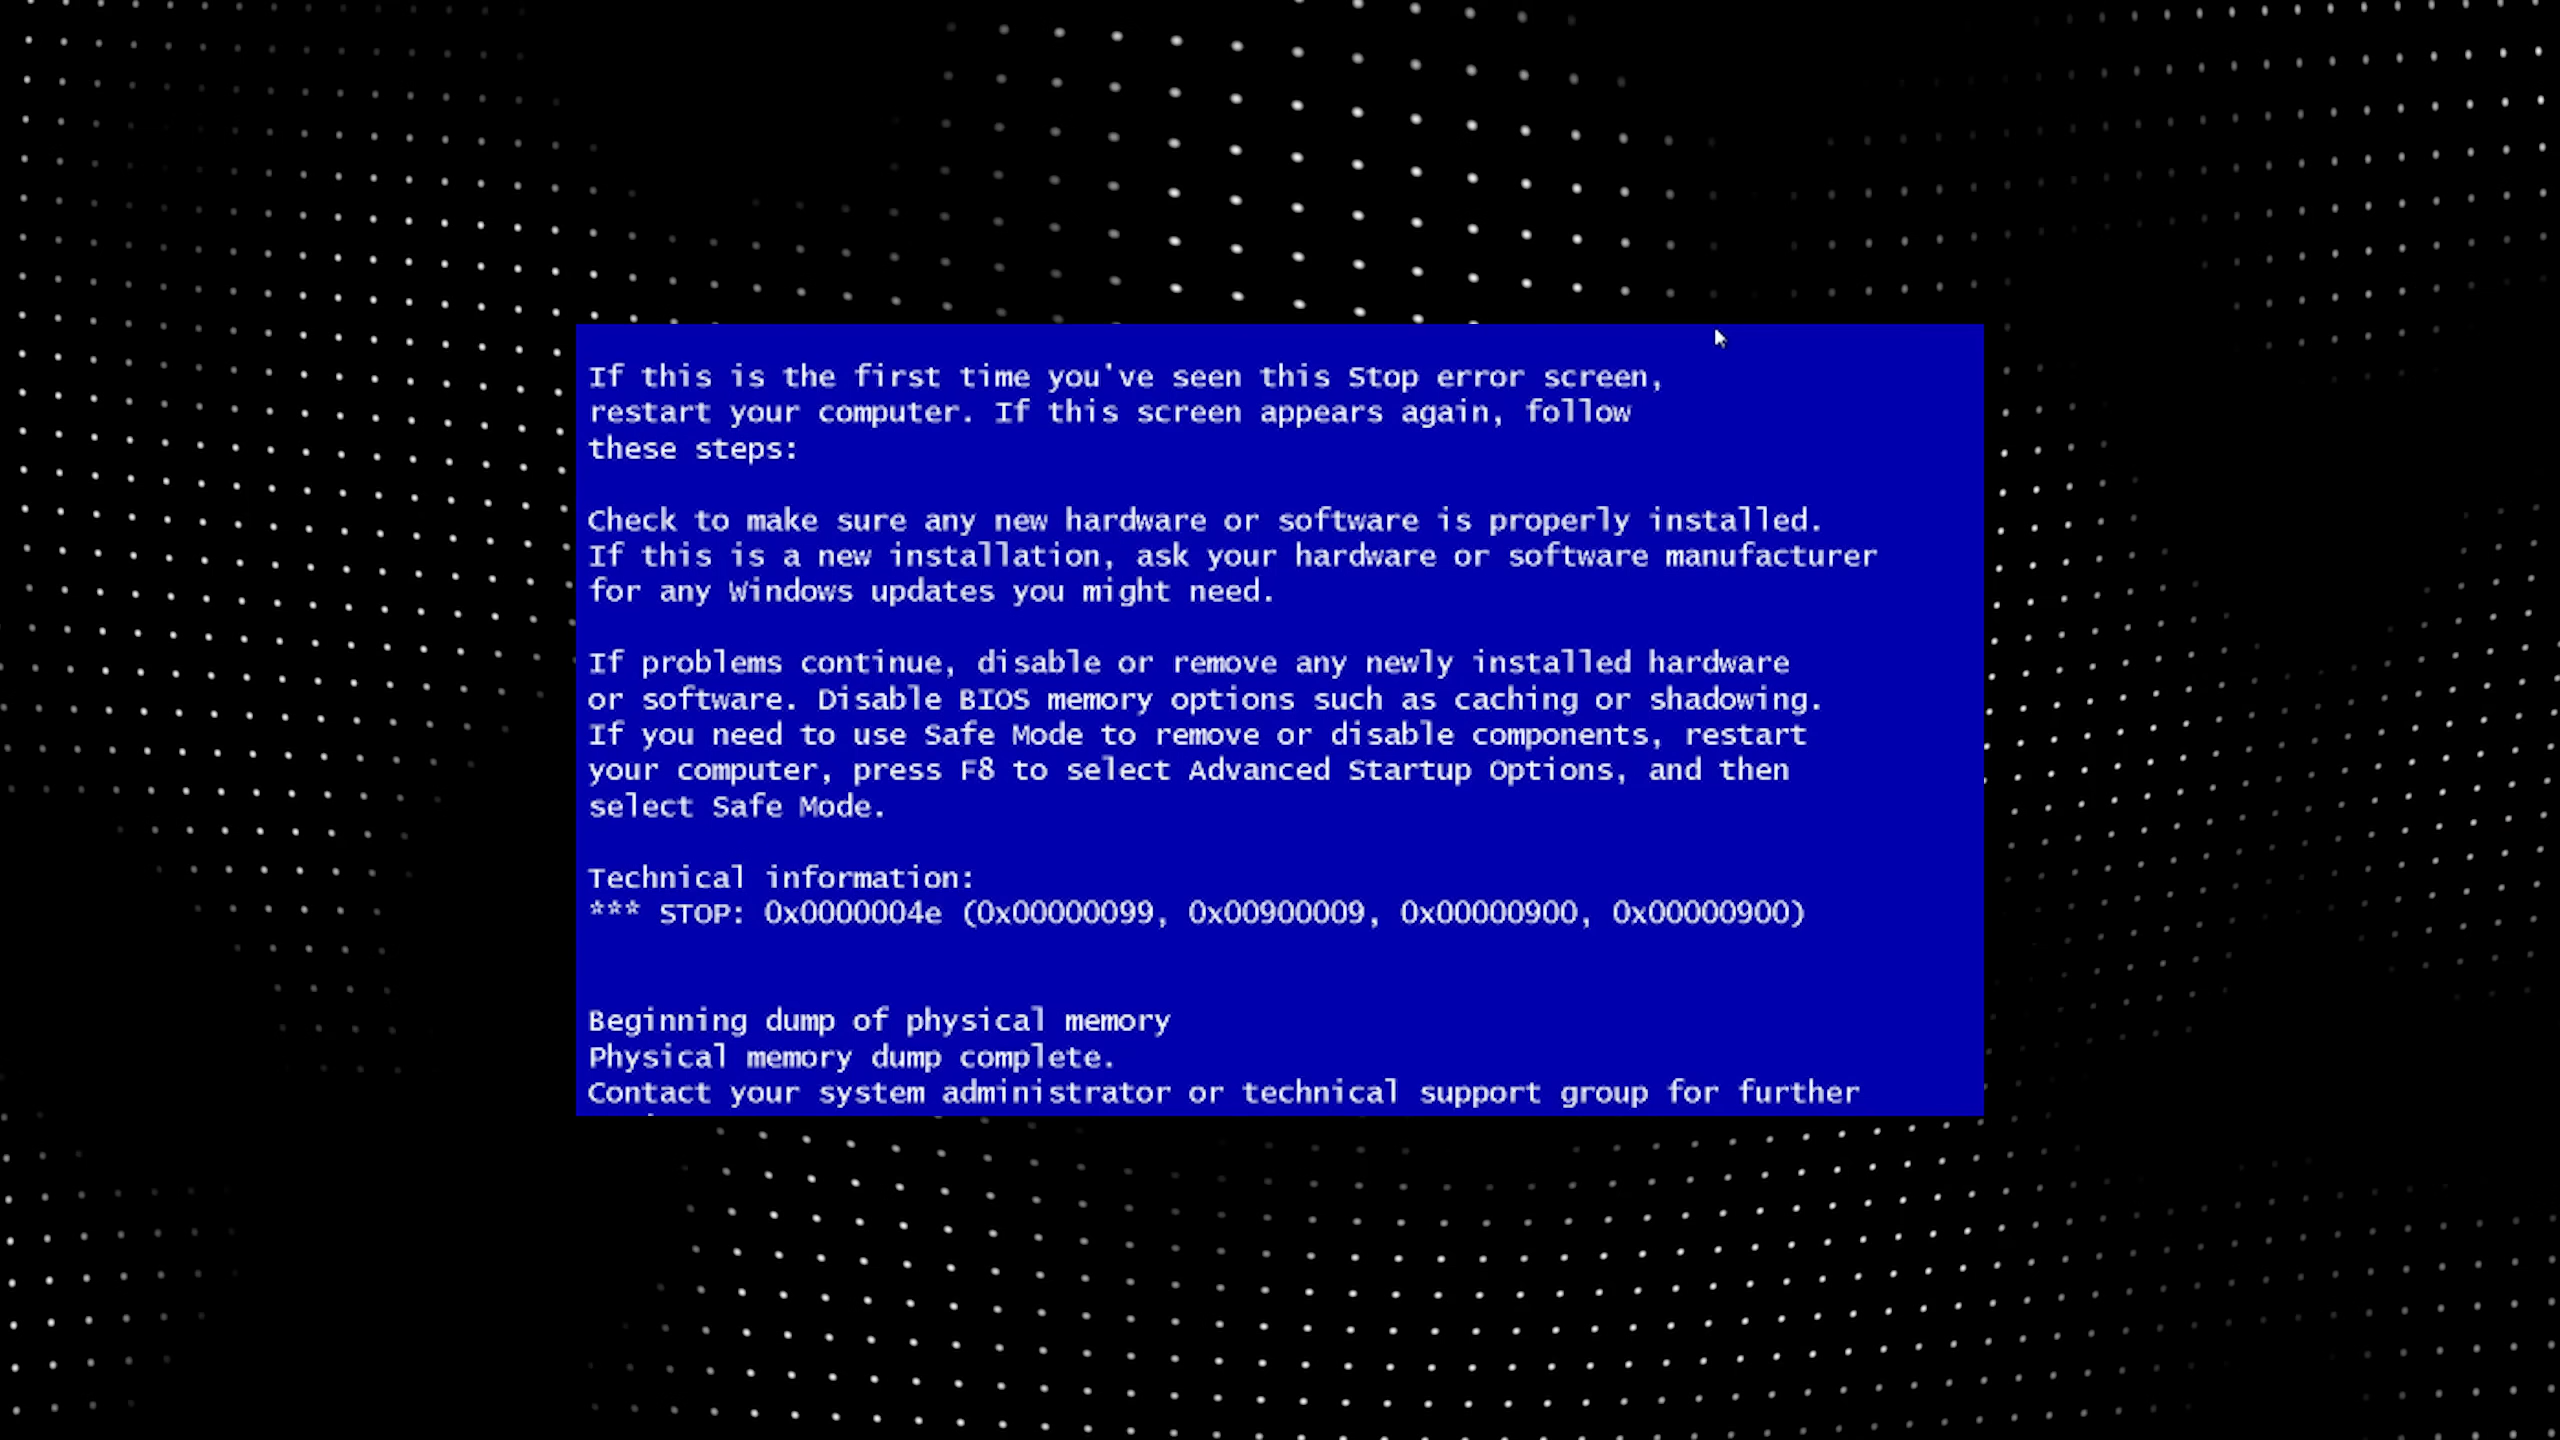 If this is the first time you've seen this Stop error screen,
restart your computer. If this screen appears again, follow
these steps:
Check to make sure any new hardware or software is properly installed.
If this is a new installation, ask your hardware or software manufacturer
for any Windows updates you might need.
If problems continue, disable or remove any newly installed hardware
or software. Disable BIOS memory options such as caching or shadowing.
If you need to use Safe Mode to remove or disable components, restart
your computer, press F8 to select Advanced Startup Options, and then
select Safe Mode.
Technical information:
*** STOP: 0x0000004e (0x00000099, 0x00900009, 0x00000900, 0x00000900)
Beginning dump of physical memory
Physical memory dump complete.
Contact your system administrator or technical support group for further